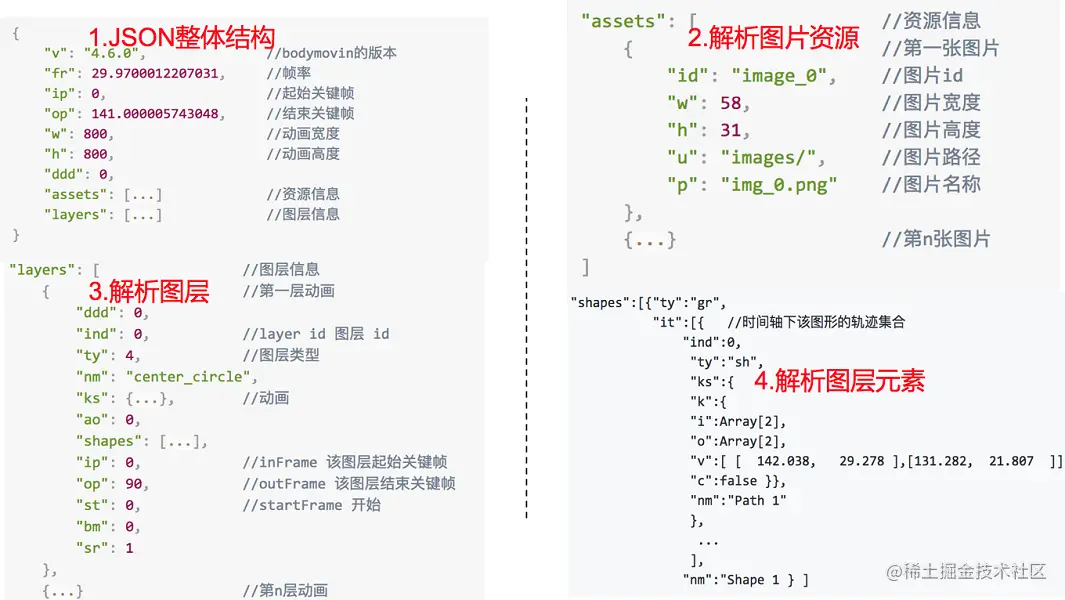 1.JSON整体结构
{
"v": "4.6.0", //bodymovin的版本
"fr": 29.9700012207031, //帧率
"ip": 0, //起始关键帧
"op": 141.000005743048, //结束关键帧
"w": 800, //动画宽度
"h": 800, //动画高度
"ddd": 0,
"assets": [...] //资源信息
"layers": [...] //图层信息
}
"layers": [ //图层信息
3.解析图层
{ //第一层动画
"ddd": 0,
"ind": 0, //layer id 图层 id
"ty": 4, //图层类型
"nm": "center_circle",
"ks": {...}, //动画
"ao": 0,
"shapes": [...],
"ip": 0, //inFrame 该图层起始关键帧
"op": 90, //outFrame 该图层结束关键帧
"st": 0, //startFrame 开始
"bm": 0,
"sr": 1
},
{...} //第n层动画
"assets": [ //资源信息
2.解析图片资源
{ //第一张图片
"id": "image_0", //图片id
"w": 58, //图片宽度
"h": 31, //图片高度
"u": "images/", //图片路径
"p": "img_0.png" //图片名称
},
{...} //第n张图片
]
"shapes":[{"ty":"gr",
"it":[{ //时间轴下该图形的轨迹集合
"ind":0,
"ty":"sh",
"ks":{
4.解析图层元素
"k":{
"i":Array[2],
"o":Array[2],
"v":[ [ 142.038, 29.278 ],[131.282, 21.807 ]]
"c":false }},
"nm":"Path 1"
},
...
],
"nm":"Shape 1 } ]
@稀土掘金技术社区